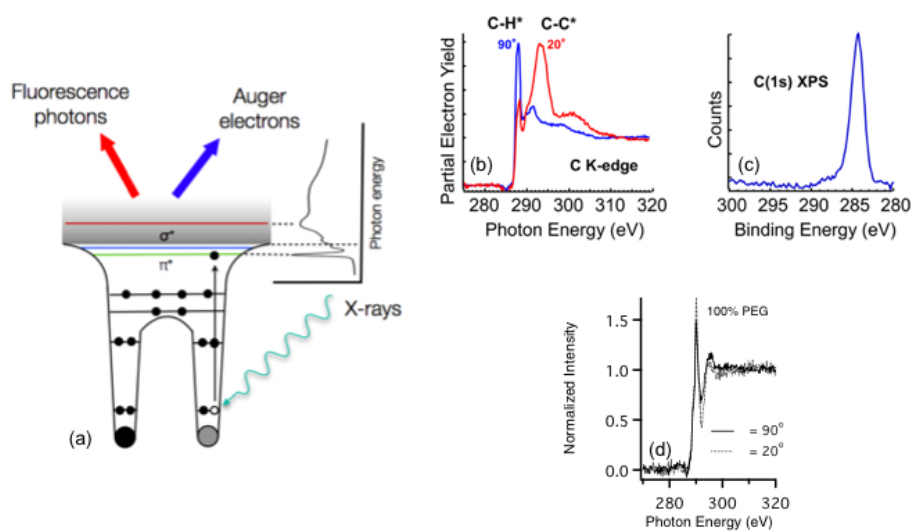 Fluorescence
photons
Auger
electrons
Photon energy
σ*
π*
X-rays
(a)
C-H*
C-C*
90°
20°
Partial Electron Yield
(b)
C K-edge
280 290 300 310 320
Photon Energy (eV)
C(1s) XPS
Counts
(c)
300 295 290 284 280
Binding Energy (eV)
100% PEG
Normalized Intensity
1.5
1.0
0.5
0.0
(d)
= 90°
= 20°
280 300 320
Photon Energy (eV)